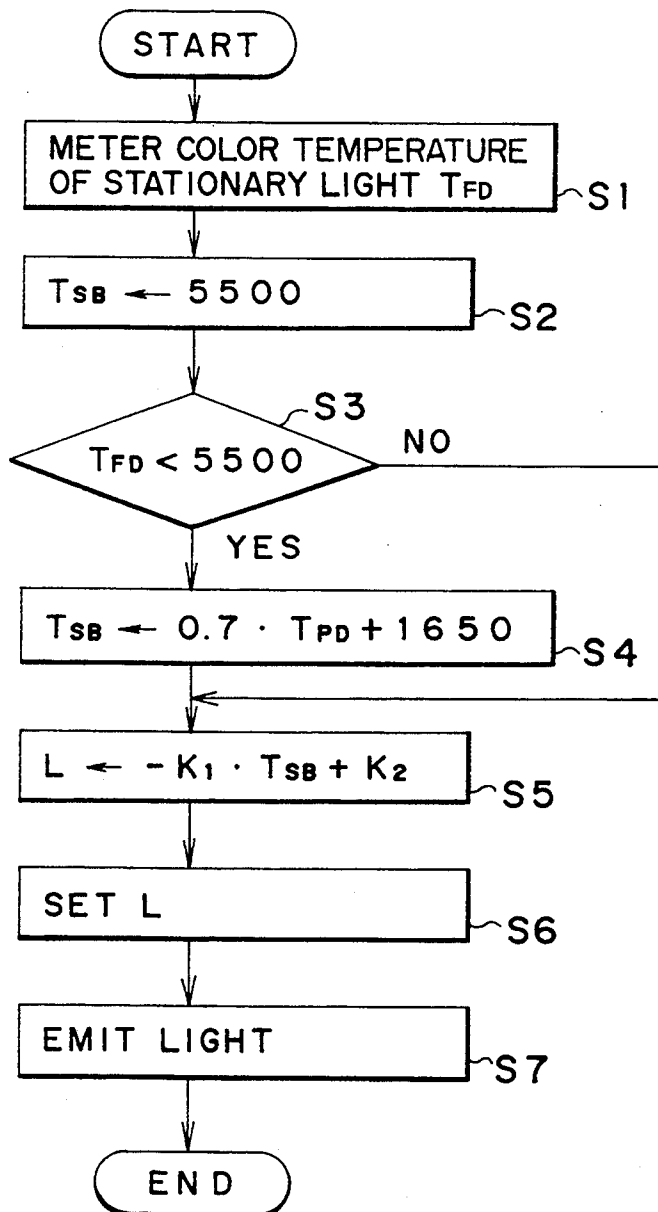 START
METER COLOR TEMPERATURE
OF STATIONARY LIGHT TFD
S1
TSB ← 5500
S2
S3
TFD < 5500
NO
YES
TSB ← 0.7 · TPD + 1650
S4
L ← -K1 · TSB + K2
S5
SET L
S6
EMIT LIGHT
S7
END